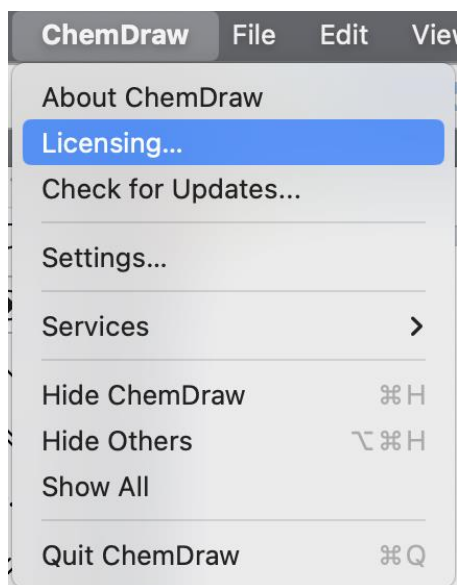 ChemDraw File Edit View
About ChemDraw
Licensing...
Check for Updates...
Settings...
Services >
Hide ChemDraw ⌘H
Hide Others ⌥⌘H
Show All
Quit ChemDraw ⌘Q